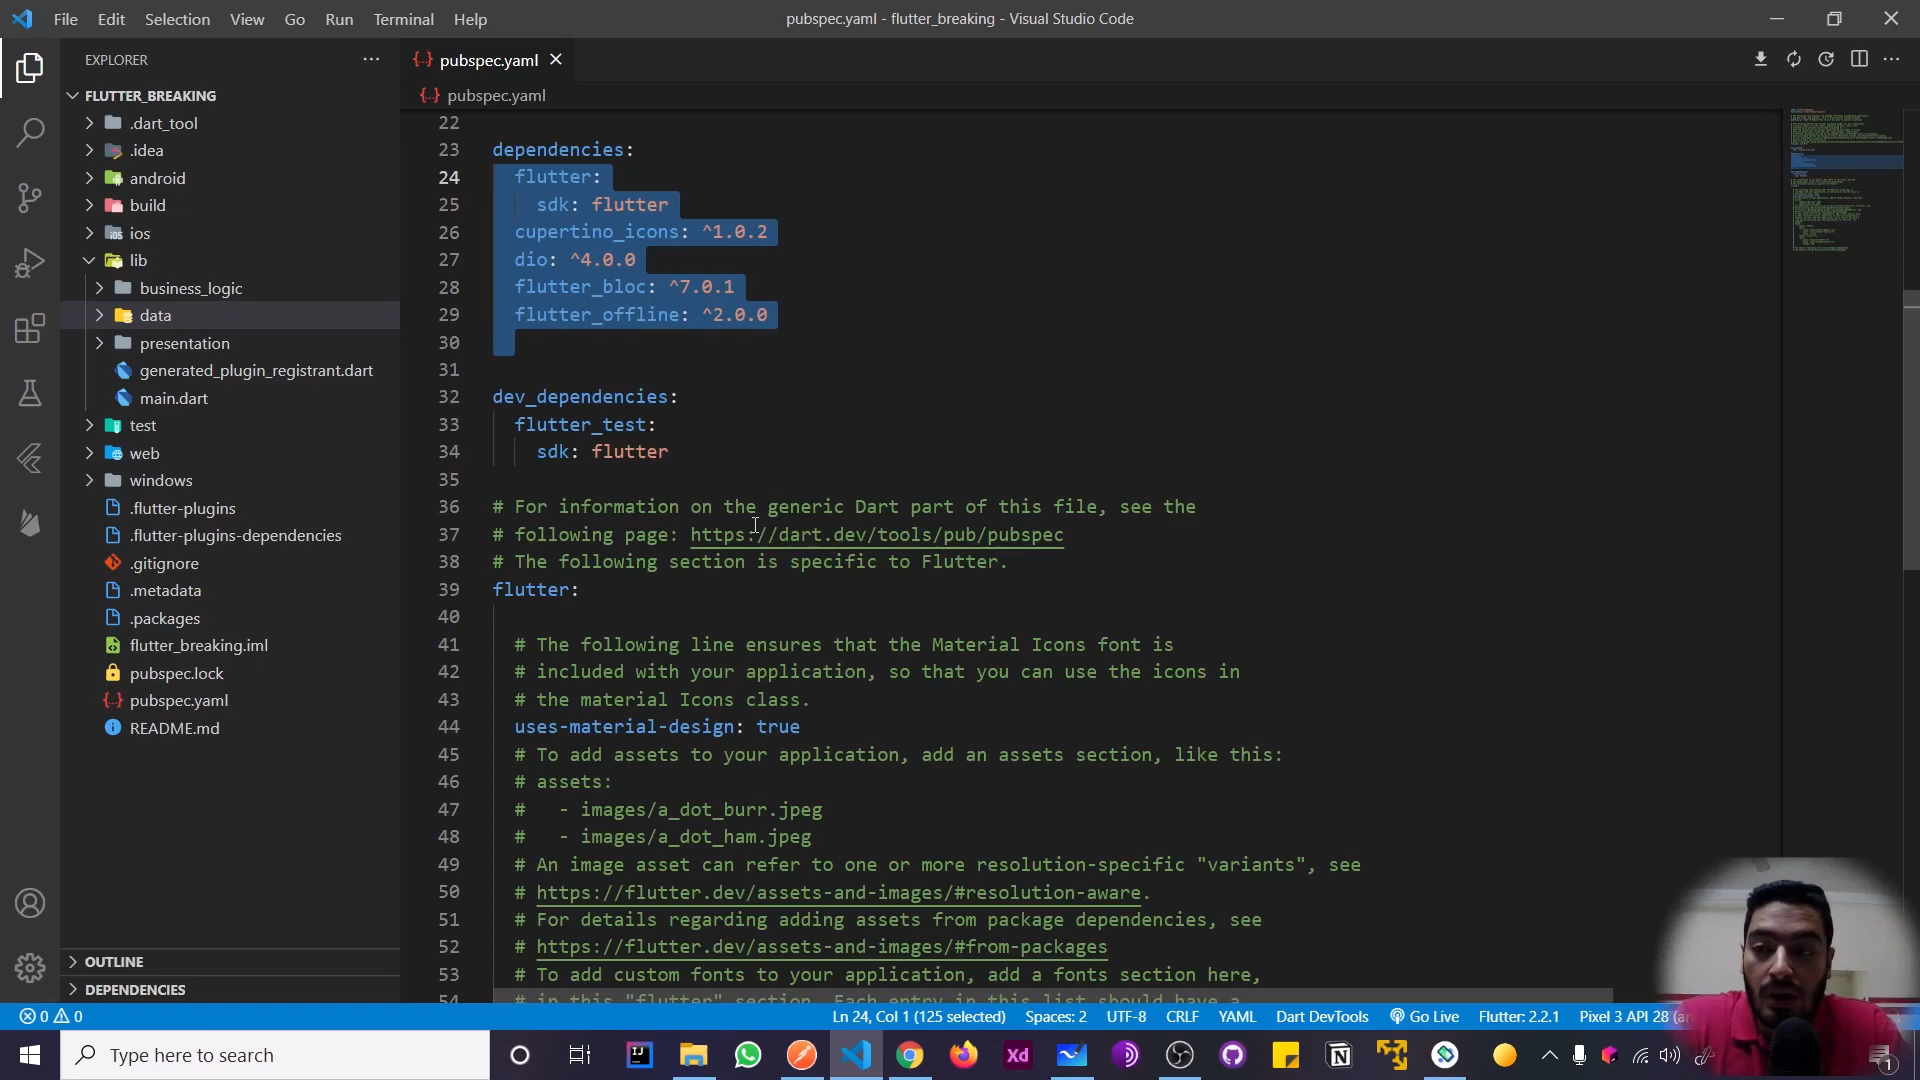 File Edit Selection View Go Run Terminal Help
pubspec.yaml - flutter_breaking - Visual Studio Code
EXPLORER
FLUTTER_BREAKING
.dart_tool
.idea
android
build
ios
lib
business_logic
data
presentation
generated_plugin_registrant.dart
main.dart
test
web
windows
.flutter-plugins
.flutter-plugins-dependencies
.gitignore
.metadata
.packages
flutter_breaking.iml
pubspec.lock
pubspec.yaml
README.md
OUTLINE
DEPENDENCIES
pubspec.yaml
pubspec.yaml
22
23 dependencies:
24 flutter:
25 sdk: flutter
26 cupertino_icons: ^1.0.2
27 dio: ^4.0.0
28 flutter_bloc: ^7.0.1
29 flutter_offline: ^2.0.0
30
31
32 dev_dependencies:
33 flutter_test:
34 sdk: flutter
35
36 # For information on the generic Dart part of this file, see the
37 # following page: https://dart.dev/tools/pub/pubspec
38 # The following section is specific to Flutter.
39 flutter:
40
41 # The following line ensures that the Material Icons font is
42 # included with your application, so that you can use the icons in
43 # the material Icons class.
44 uses-material-design: true
45 # To add assets to your application, add an assets section, like this:
46 # assets:
47 #   - images/a_dot_burr.jpeg
48 #   - images/a_dot_ham.jpeg
49 # An image asset can refer to one or more resolution-specific "variants", see
50 # https://flutter.dev/assets-and-images/#resolution-aware.
51 # For details regarding adding assets from package dependencies, see
52 # https://flutter.dev/assets-and-images/#from-packages
53 # To add custom fonts to your application, add a fonts section here,
54 # in this "flutter" section. Each entry in this list should have a
0 0 Ln 24, Col 1 (125 selected) Spaces: 2 UTF-8 CRLF YAML Dart DevTools Go Live Flutter: 2.2.1 Pixel 3 API 28
Type here to search